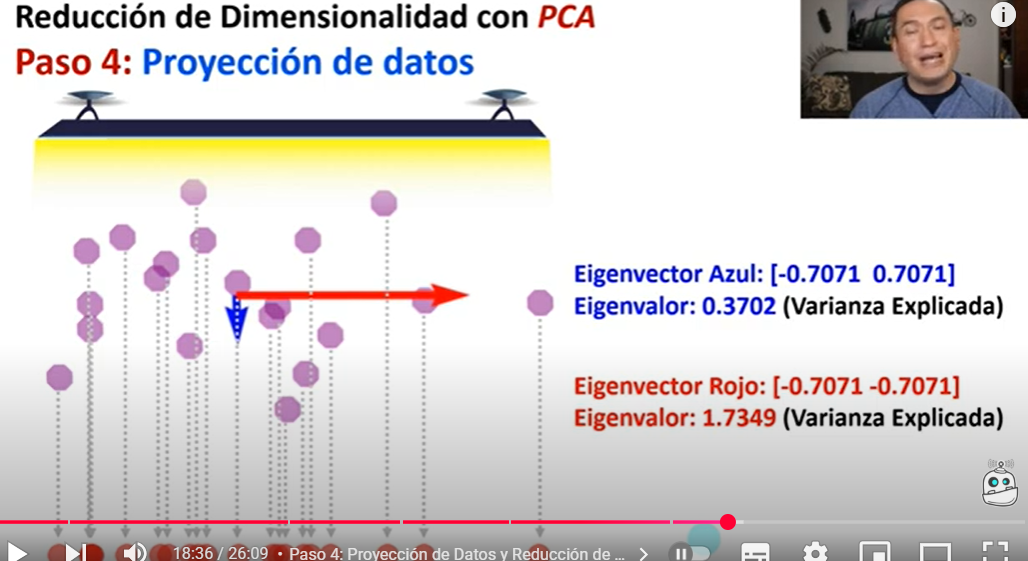 Reducción de Dimensionalidad con PCA
Paso 4: Proyección de datos
Eigenvector Azul: [-0.7071 0.7071]
Eigenvalor: 0.3702 (Varianza Explicada)
Eigenvector Rojo: [-0.7071 -0.7071]
Eigenvalor: 1.7349 (Varianza Explicada)
18:36 / 26:09 • Paso 4: Proyección de Datos y Reducción de ...